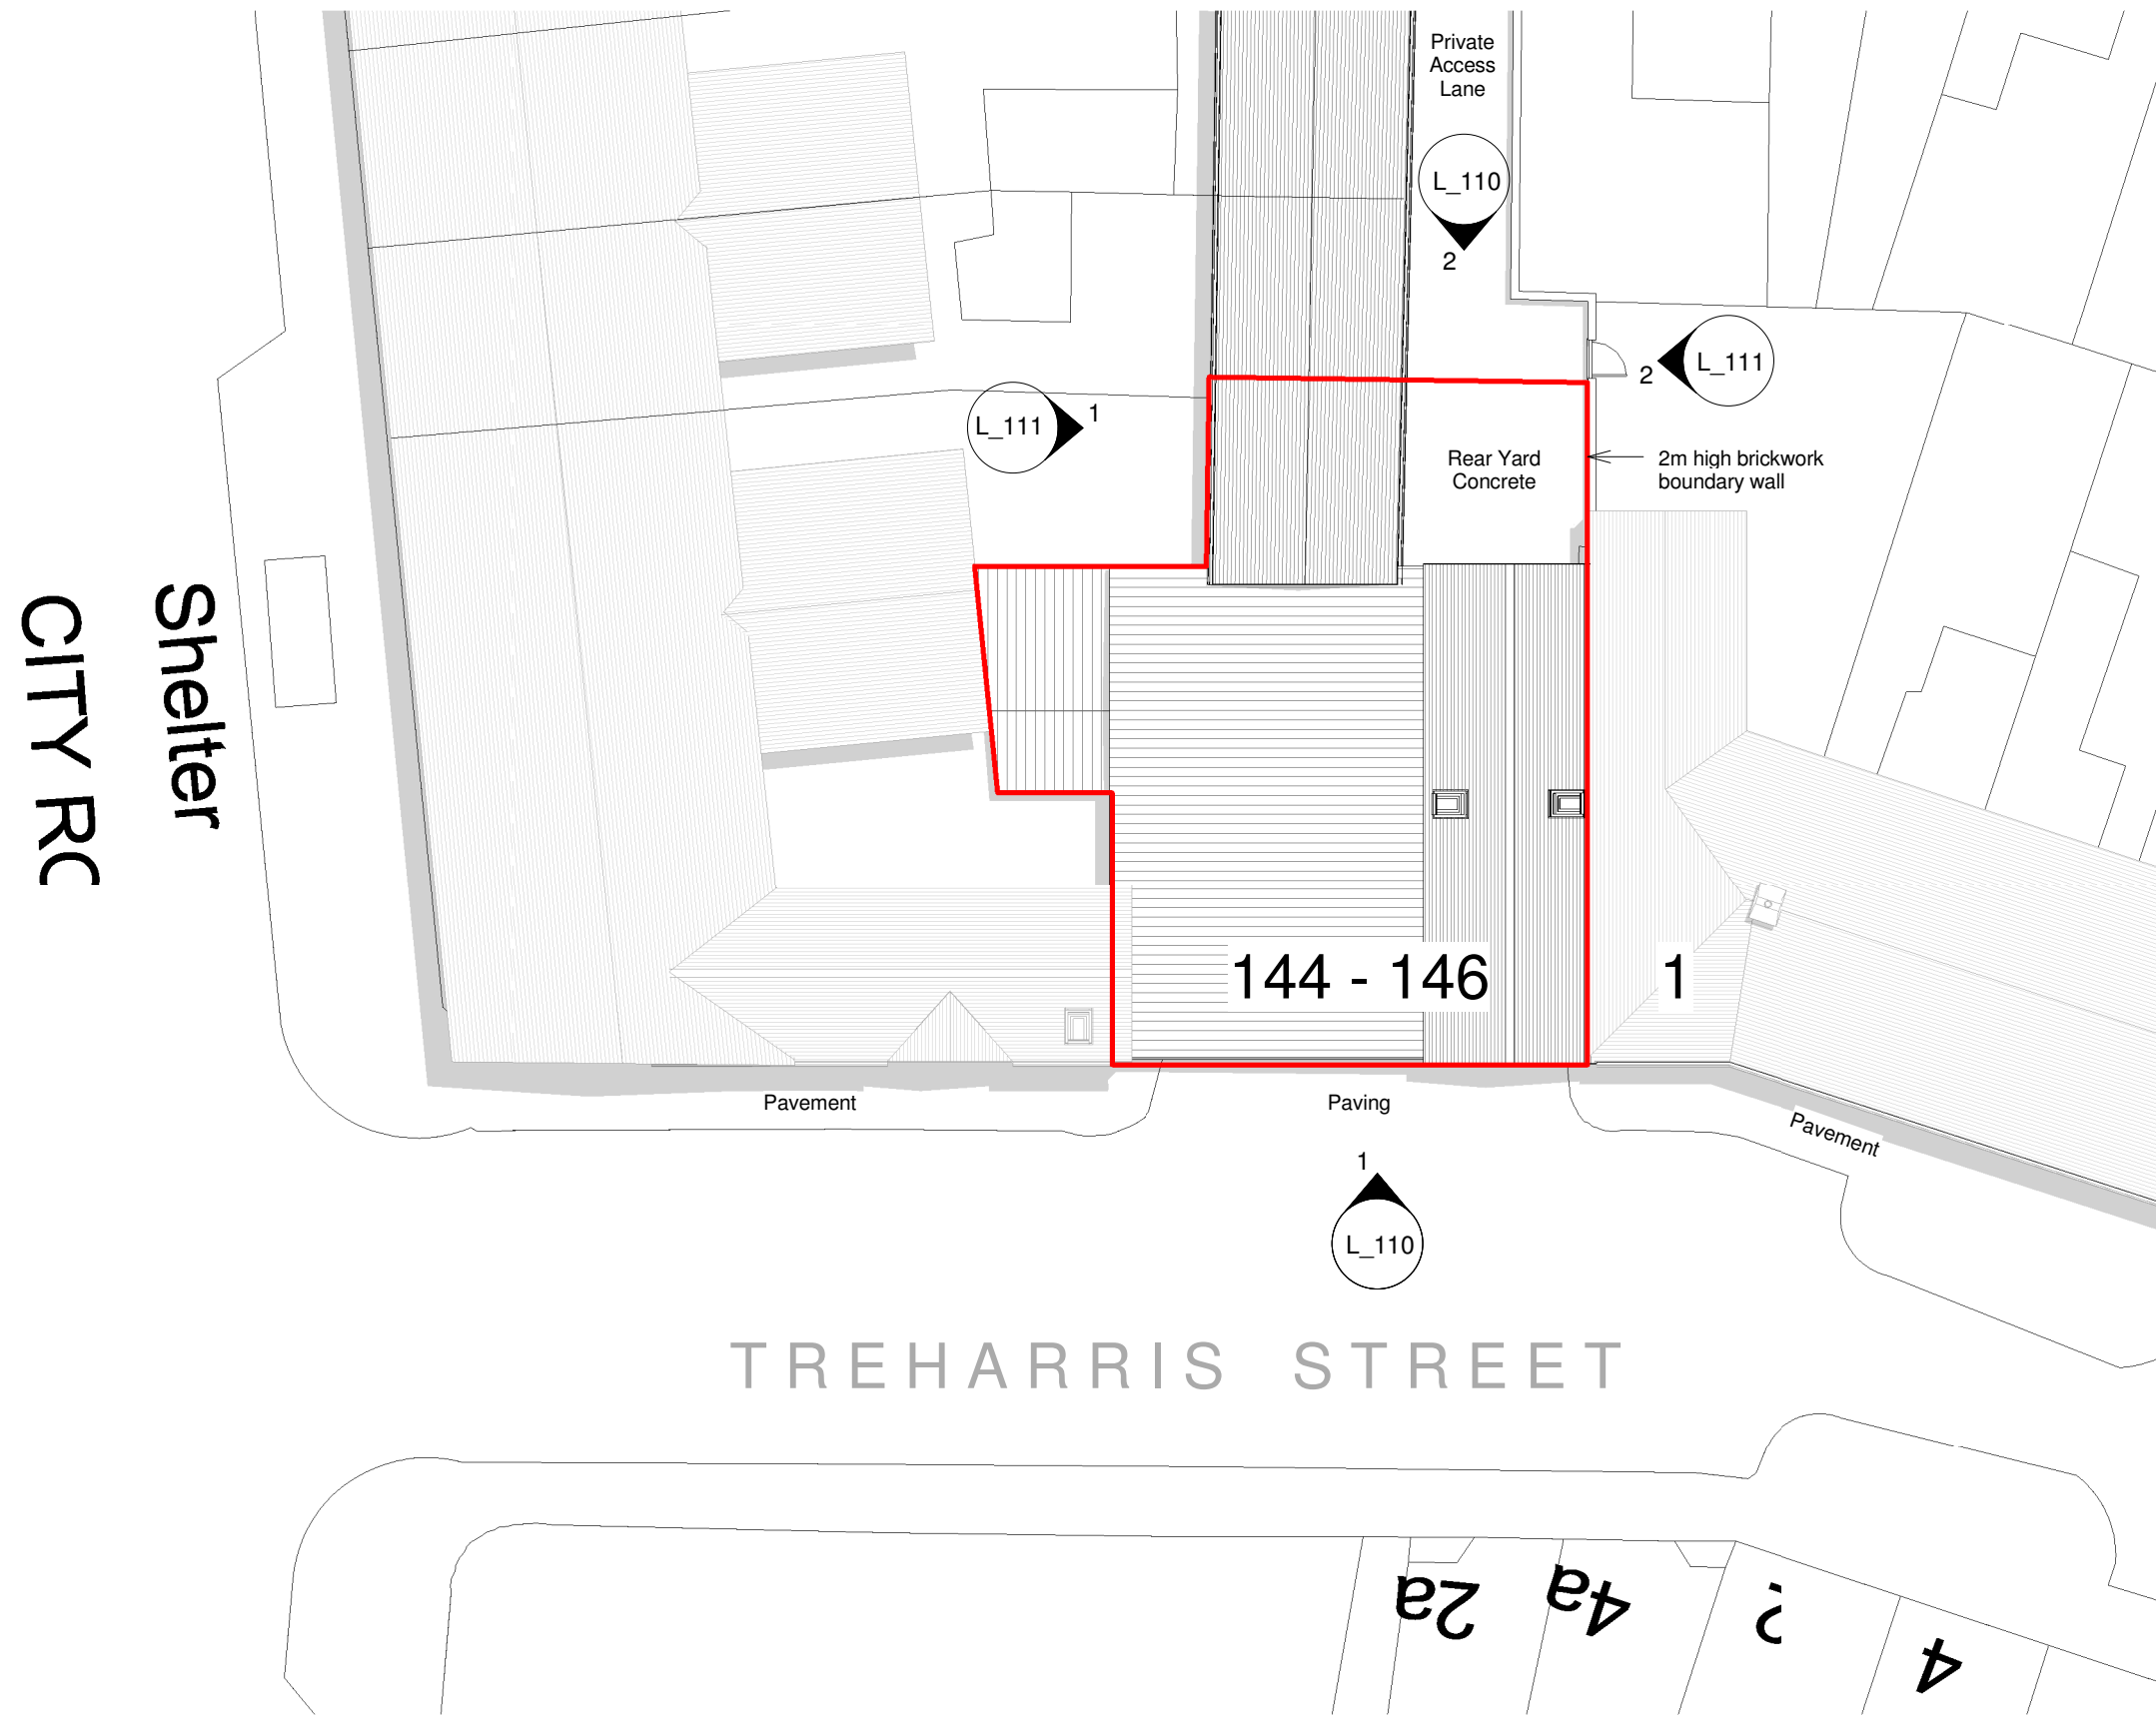 Private
Access
Lane
L_110
2
L_111
2
L_111
1
Rear Yard
Concrete
2m high brickwork
boundary wall
Shelter
CITY RO
144 - 146
1
Pavement
Paving
Pavement
1
L_110
TREHARRIS STREET
2a
4a
4